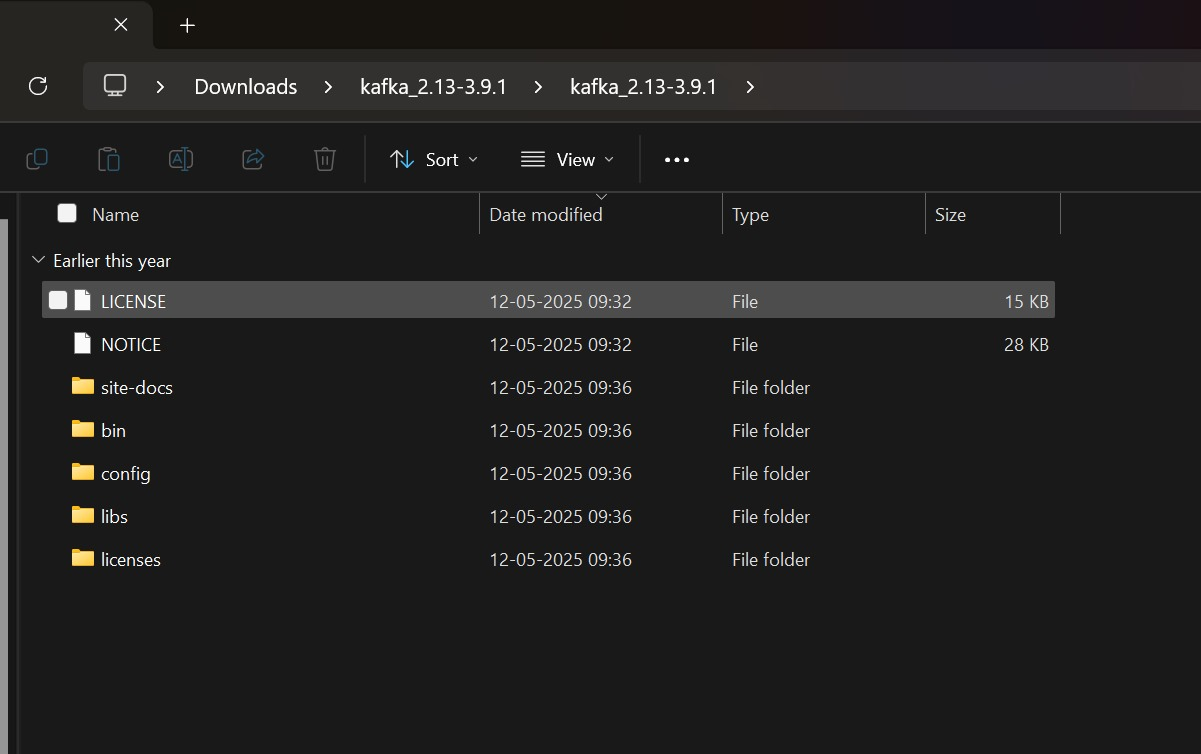 Downloads > kafka_2.13-3.9.1 > kafka_2.13-3.9.1 >
Sort View
Name Date modified Type Size
Earlier this year
LICENSE 12-05-2025 09:32 File 15 KB
NOTICE 12-05-2025 09:32 File 28 KB
site-docs 12-05-2025 09:36 File folder
bin 12-05-2025 09:36 File folder
config 12-05-2025 09:36 File folder
libs 12-05-2025 09:36 File folder
licenses 12-05-2025 09:36 File folder